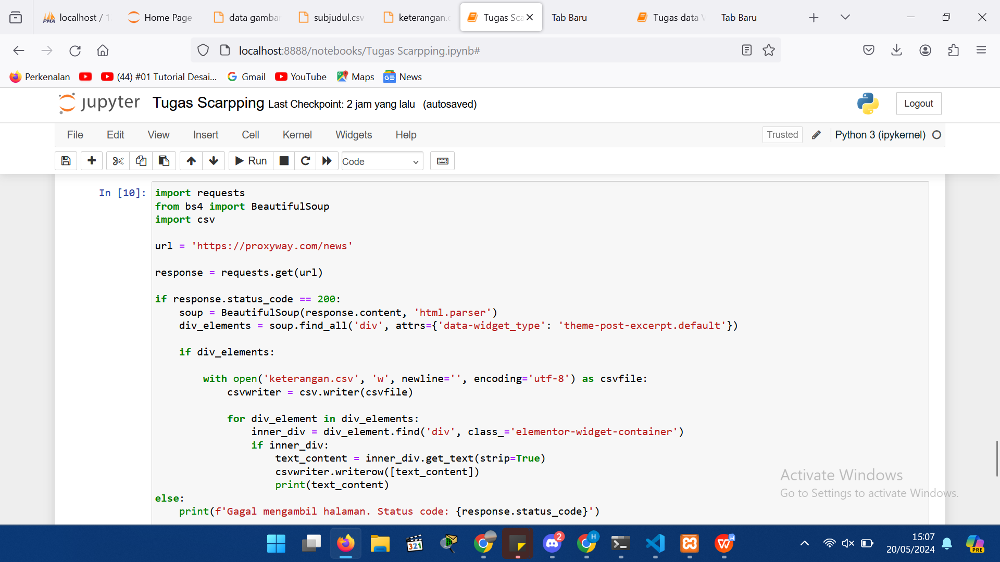 localhost / 1
Home Page
data gambar
subjudul.csv
keterangan.c
Tugas Sca
Tab Baru
Tugas data V
Tab Baru
localhost:8888/notebooks/Tugas Scarpping.ipynb#
Perkenalan
(44) #01 Tutorial Desai...
Gmail
YouTube
Maps
News
jupyter
Tugas Scarpping Last Checkpoint: 2 jam yang lalu (autosaved)
Logout
File Edit View Insert Cell Kernel Widgets Help
Trusted
Python 3 (ipykernel)
Run
Code
In [10]:
import requests
from bs4 import BeautifulSoup
import csv
url = 'https://proxyway.com/news'
response = requests.get(url)
if response.status_code == 200:
    soup = BeautifulSoup(response.content, 'html.parser')
    div_elements = soup.find_all('div', attrs={'data-widget_type': 'theme-post-excerpt.default'})
    if div_elements:
        with open('keterangan.csv', 'w', newline='', encoding='utf-8') as csvfile:
            csvwriter = csv.writer(csvfile)
            for div_element in div_elements:
                inner_div = div_element.find('div', class_='elementor-widget-container')
                if inner_div:
                    text_content = inner_div.get_text(strip=True)
                    csvwriter.writerow([text_content])
                    print(text_content)
else:
    print(f'Gagal mengambil halaman. Status code: {response.status_code}')
Activate Windows
Go to Settings to activate Windows.
321
2
H
15:07
20/05/2024
PRE